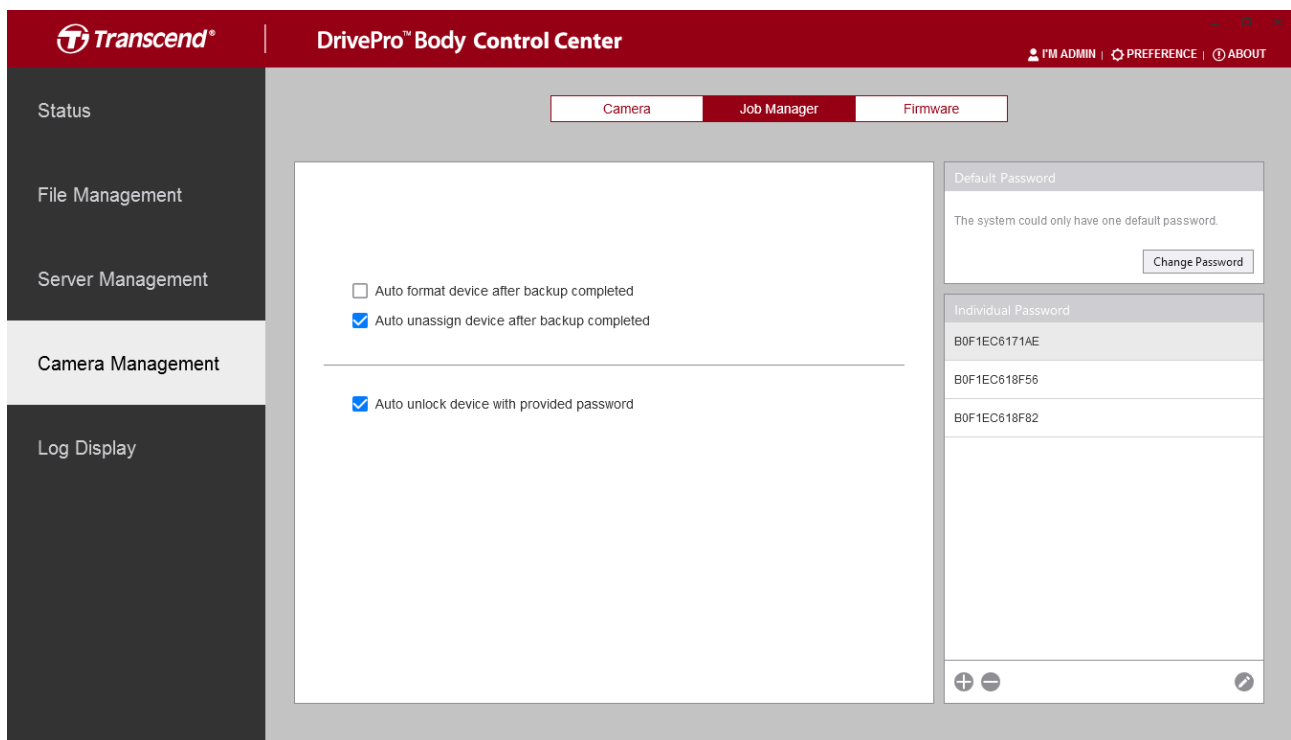 Transcend®
DrivePro™ Body Control Center
I'M ADMIN | PREFERENCE | ABOUT
Status
File Management
Server Management
Camera Management
Log Display
Camera
Job Manager
Firmware
Auto format device after backup completed
Auto unassign device after backup completed
Auto unlock device with provided password
Default Password
The system could only have one default password.
Change Password
Individual Password
B0F1EC6171AE
B0F1EC618F56
B0F1EC618F82